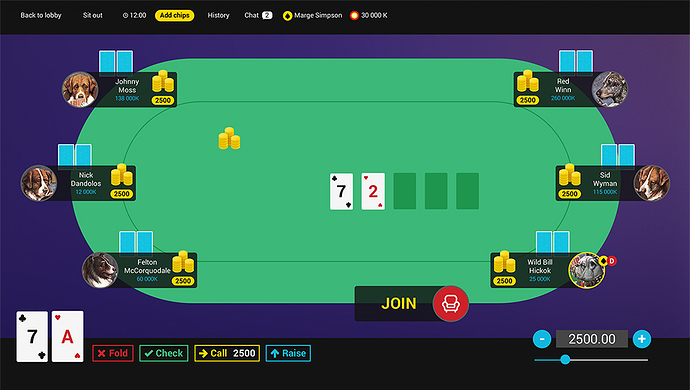 Back to lobby Sit out 12:00 Add chips History Chat 2 Marge Simpson 30 000 K
Johnny
Moss
138 000K
2500
Red
Winn
260 000K
2500
Nick
Dandolos
12 000K
2500
Sid
Wyman
115 000K
2500
7 2
Felton
McCorquodale
60 000K
2500
Wild Bill
Hickok
25 000K
2500
D
JOIN
7 A
Fold Check Call 2500 Raise
- 2500.00 +